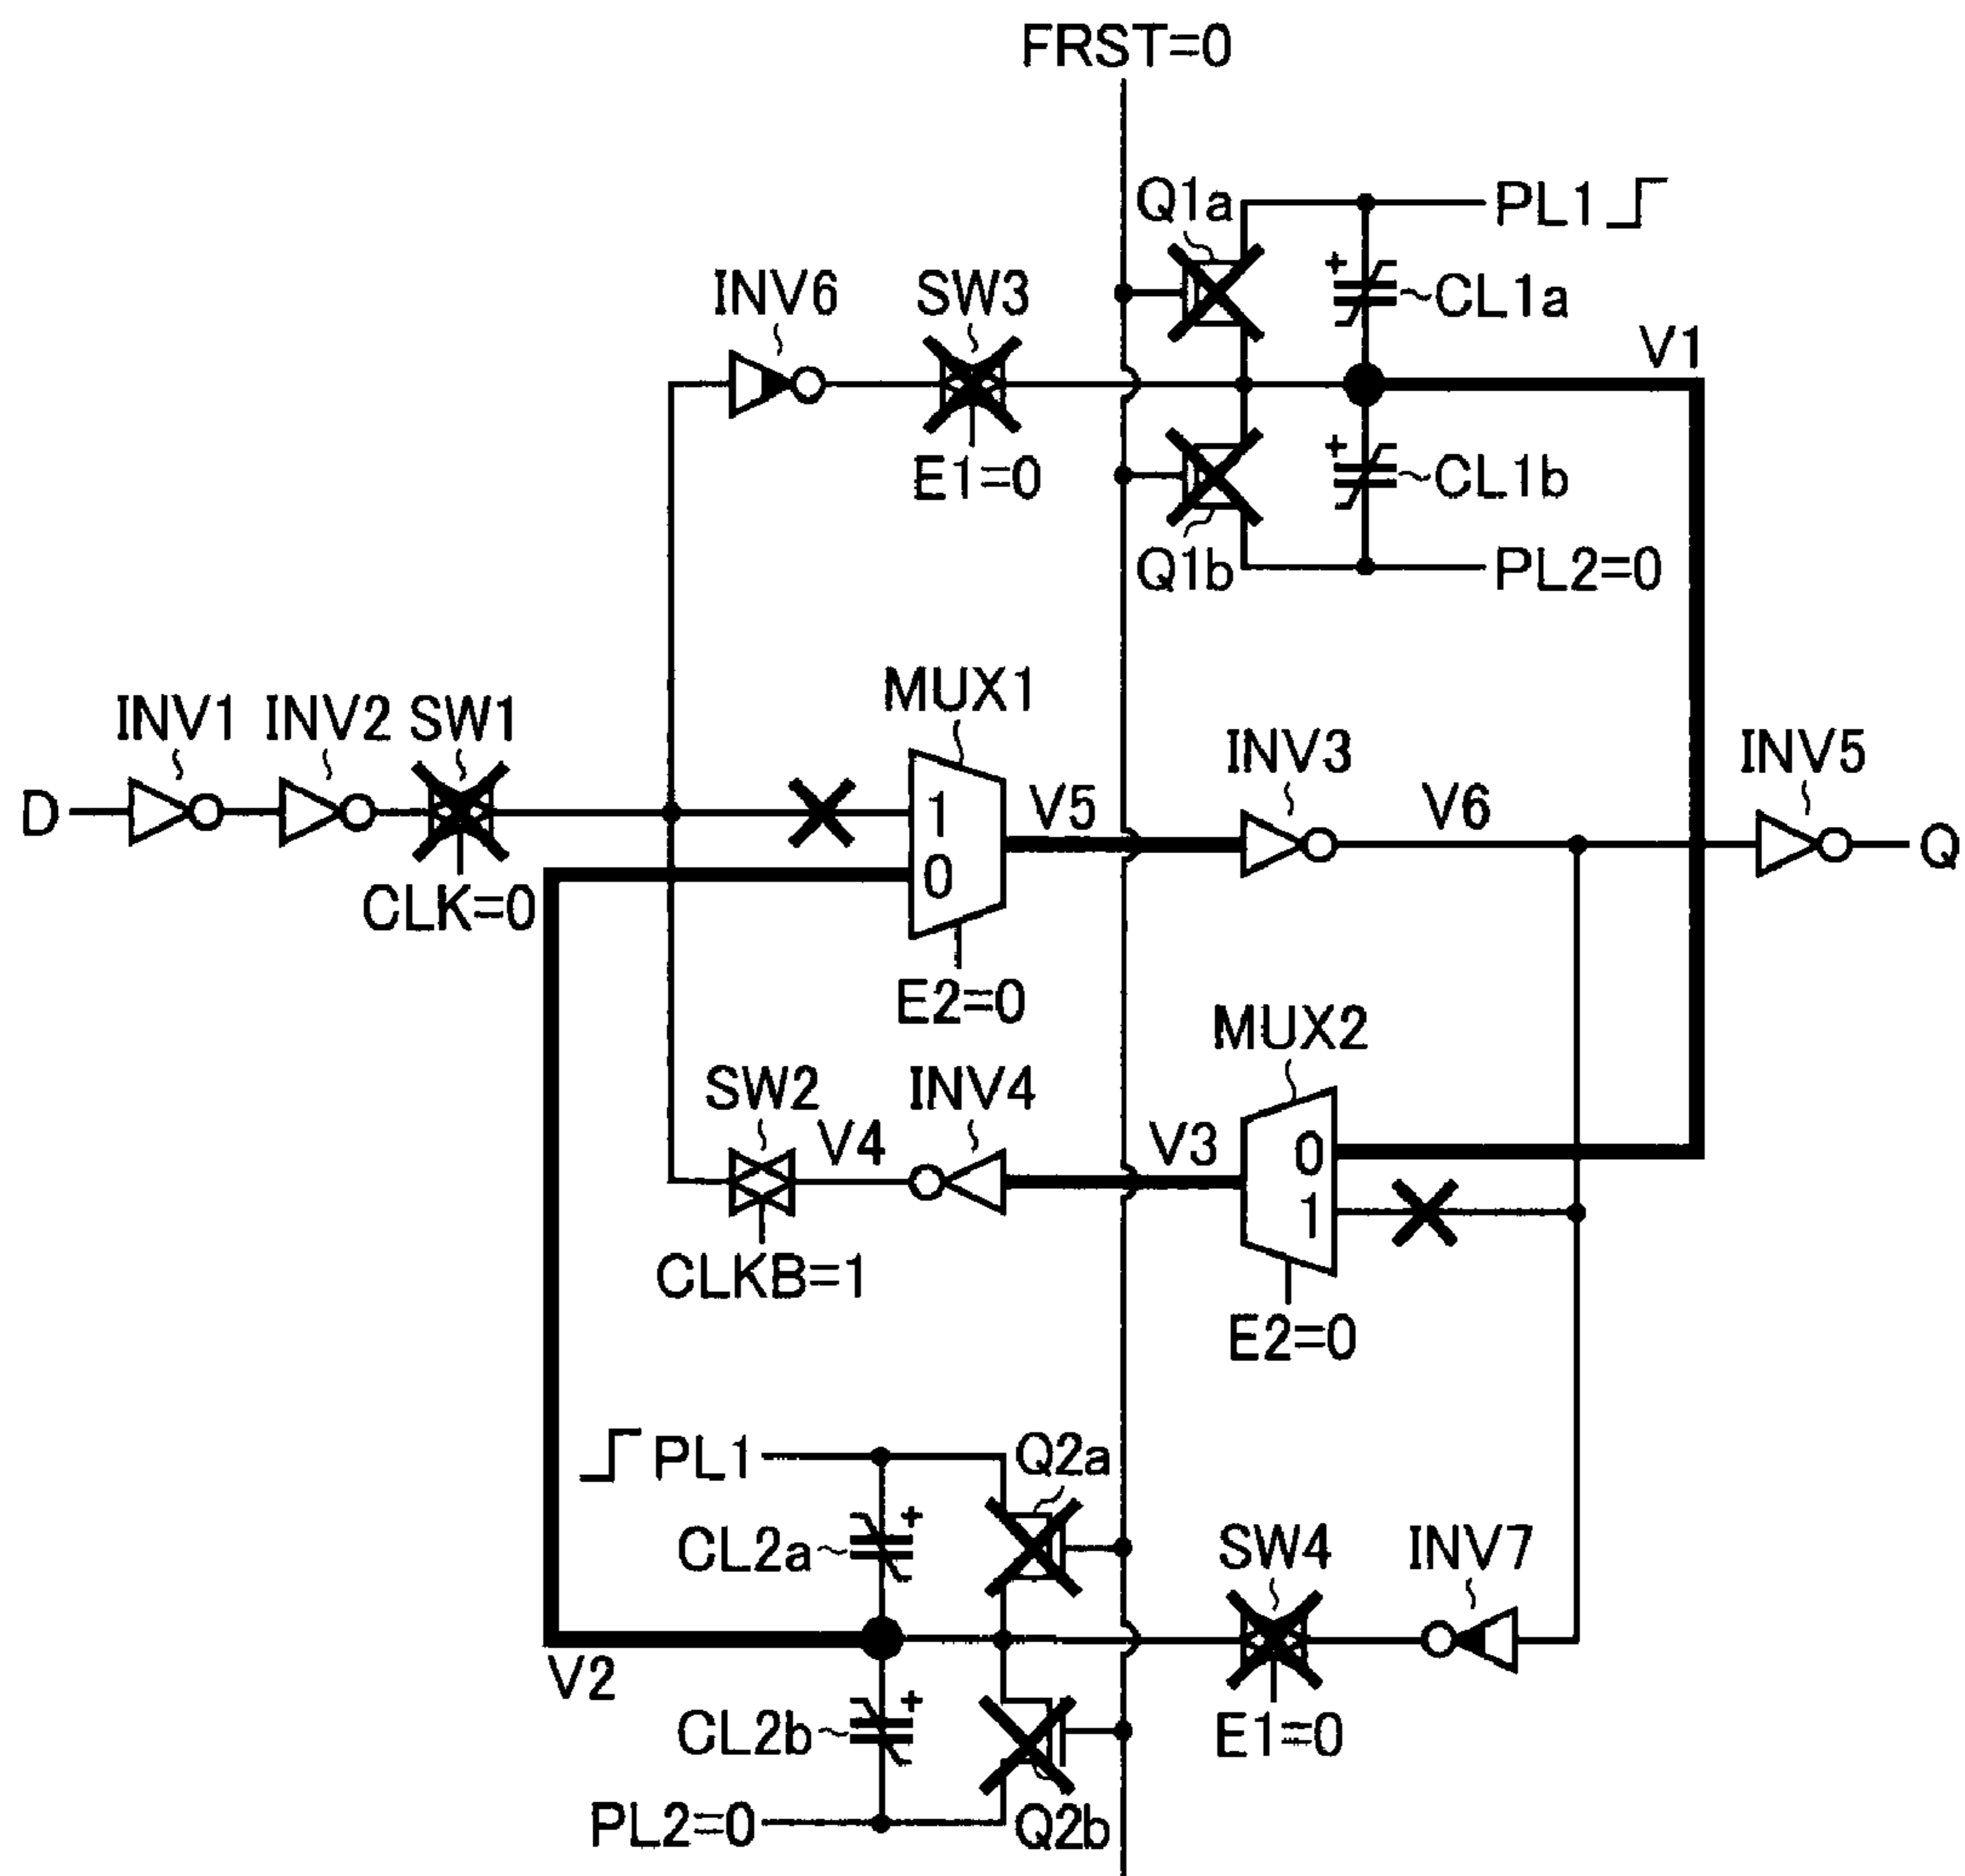 FRST=0
Q1a PL1
INV6 SW3 + ~CL1a
V1
E1=0 + ~CL1b
Q1b PL2=0
MUX1
INV1 INV2 SW1 INV3 INV5
D 1 V5 V6 Q
0
CLK=0
E2=0
MUX2
SW2 V4 INV4 V3 0
1
CLKB=1
E2=0
PL1 Q2a
CL2a~ + SW4 INV7
V2
CL2b~ + E1=0
PL2=0 Q2b